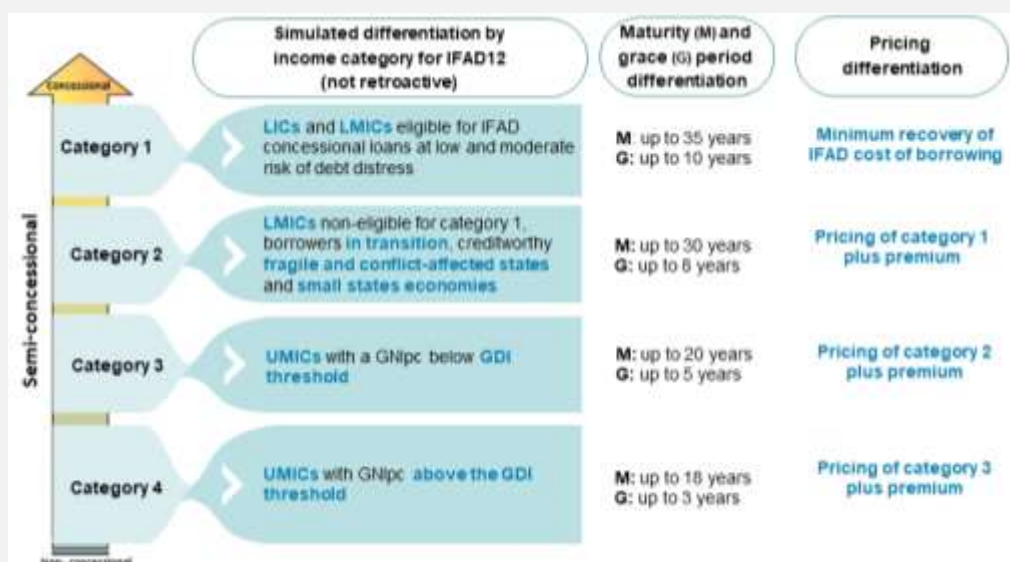 Simulated differentiation by
income category for IFAD12
(not retroactive)
Maturity (M) and
grace (G) period
differentiation
Pricing
differentiation
Concessional
Semi-concessional
Non- concessional
Category 1
LICs and LMICs eligible for IFAD
concessional loans at low and moderate
risk of debt distress
M: up to 35 years
G: up to 10 years
Minimum recovery of
IFAD cost of borrowing
Category 2
LMICs non-eligible for category 1,
borrowers in transition, creditworthy
fragile and conflict-affected states
and small states economies
M: up to 30 years
G: up to 8 years
Pricing of category 1
plus premium
Category 3
UMICs with a GNIpc below GDI
threshold
M: up to 20 years
G: up to 5 years
Pricing of category 2
plus premium
Category 4
UMICs with GNIpc above the GDI
threshold
M: up to 18 years
G: up to 3 years
Pricing of category 3
plus premium